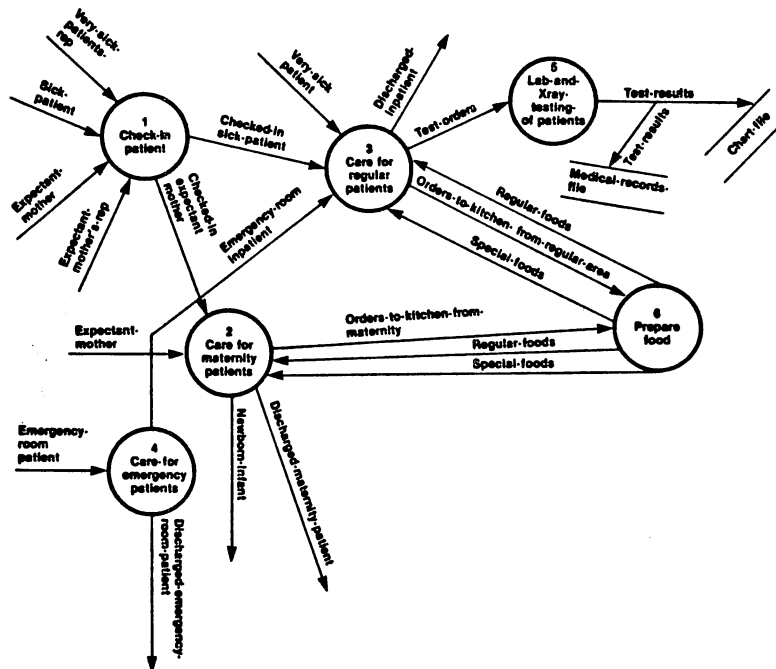 Very-sick-
patients-
rep
Sick-
patient
Expectant-
mother
Expectant-
mother's-rep
1
Check-in
patient
Checked-in
sick-patient
Checked-in
expectant
mother
Very-sick
patient
Discharged-
inpatient
3
Care for
regular
patients
Test-orders
5
Lab-and-
Xray-
testing-
of patients
Test-results
Test-results
Chart-file
Medical-records-
file
Emergency-room
inpatient
Regular-foods
Orders-to-kitchen-from-regular-area
Special-foods
6
Prepare
food
Expectant-
mother
2
Care for
maternity
patients
Orders-to-kitchen-from-
maternity
Regular-foods
Special-foods
Newborn-infant
Discharged-maternity-patient
Emergency-
room
patient
4
Care-for
emergency
patients
Discharged-emergency-
room-patient